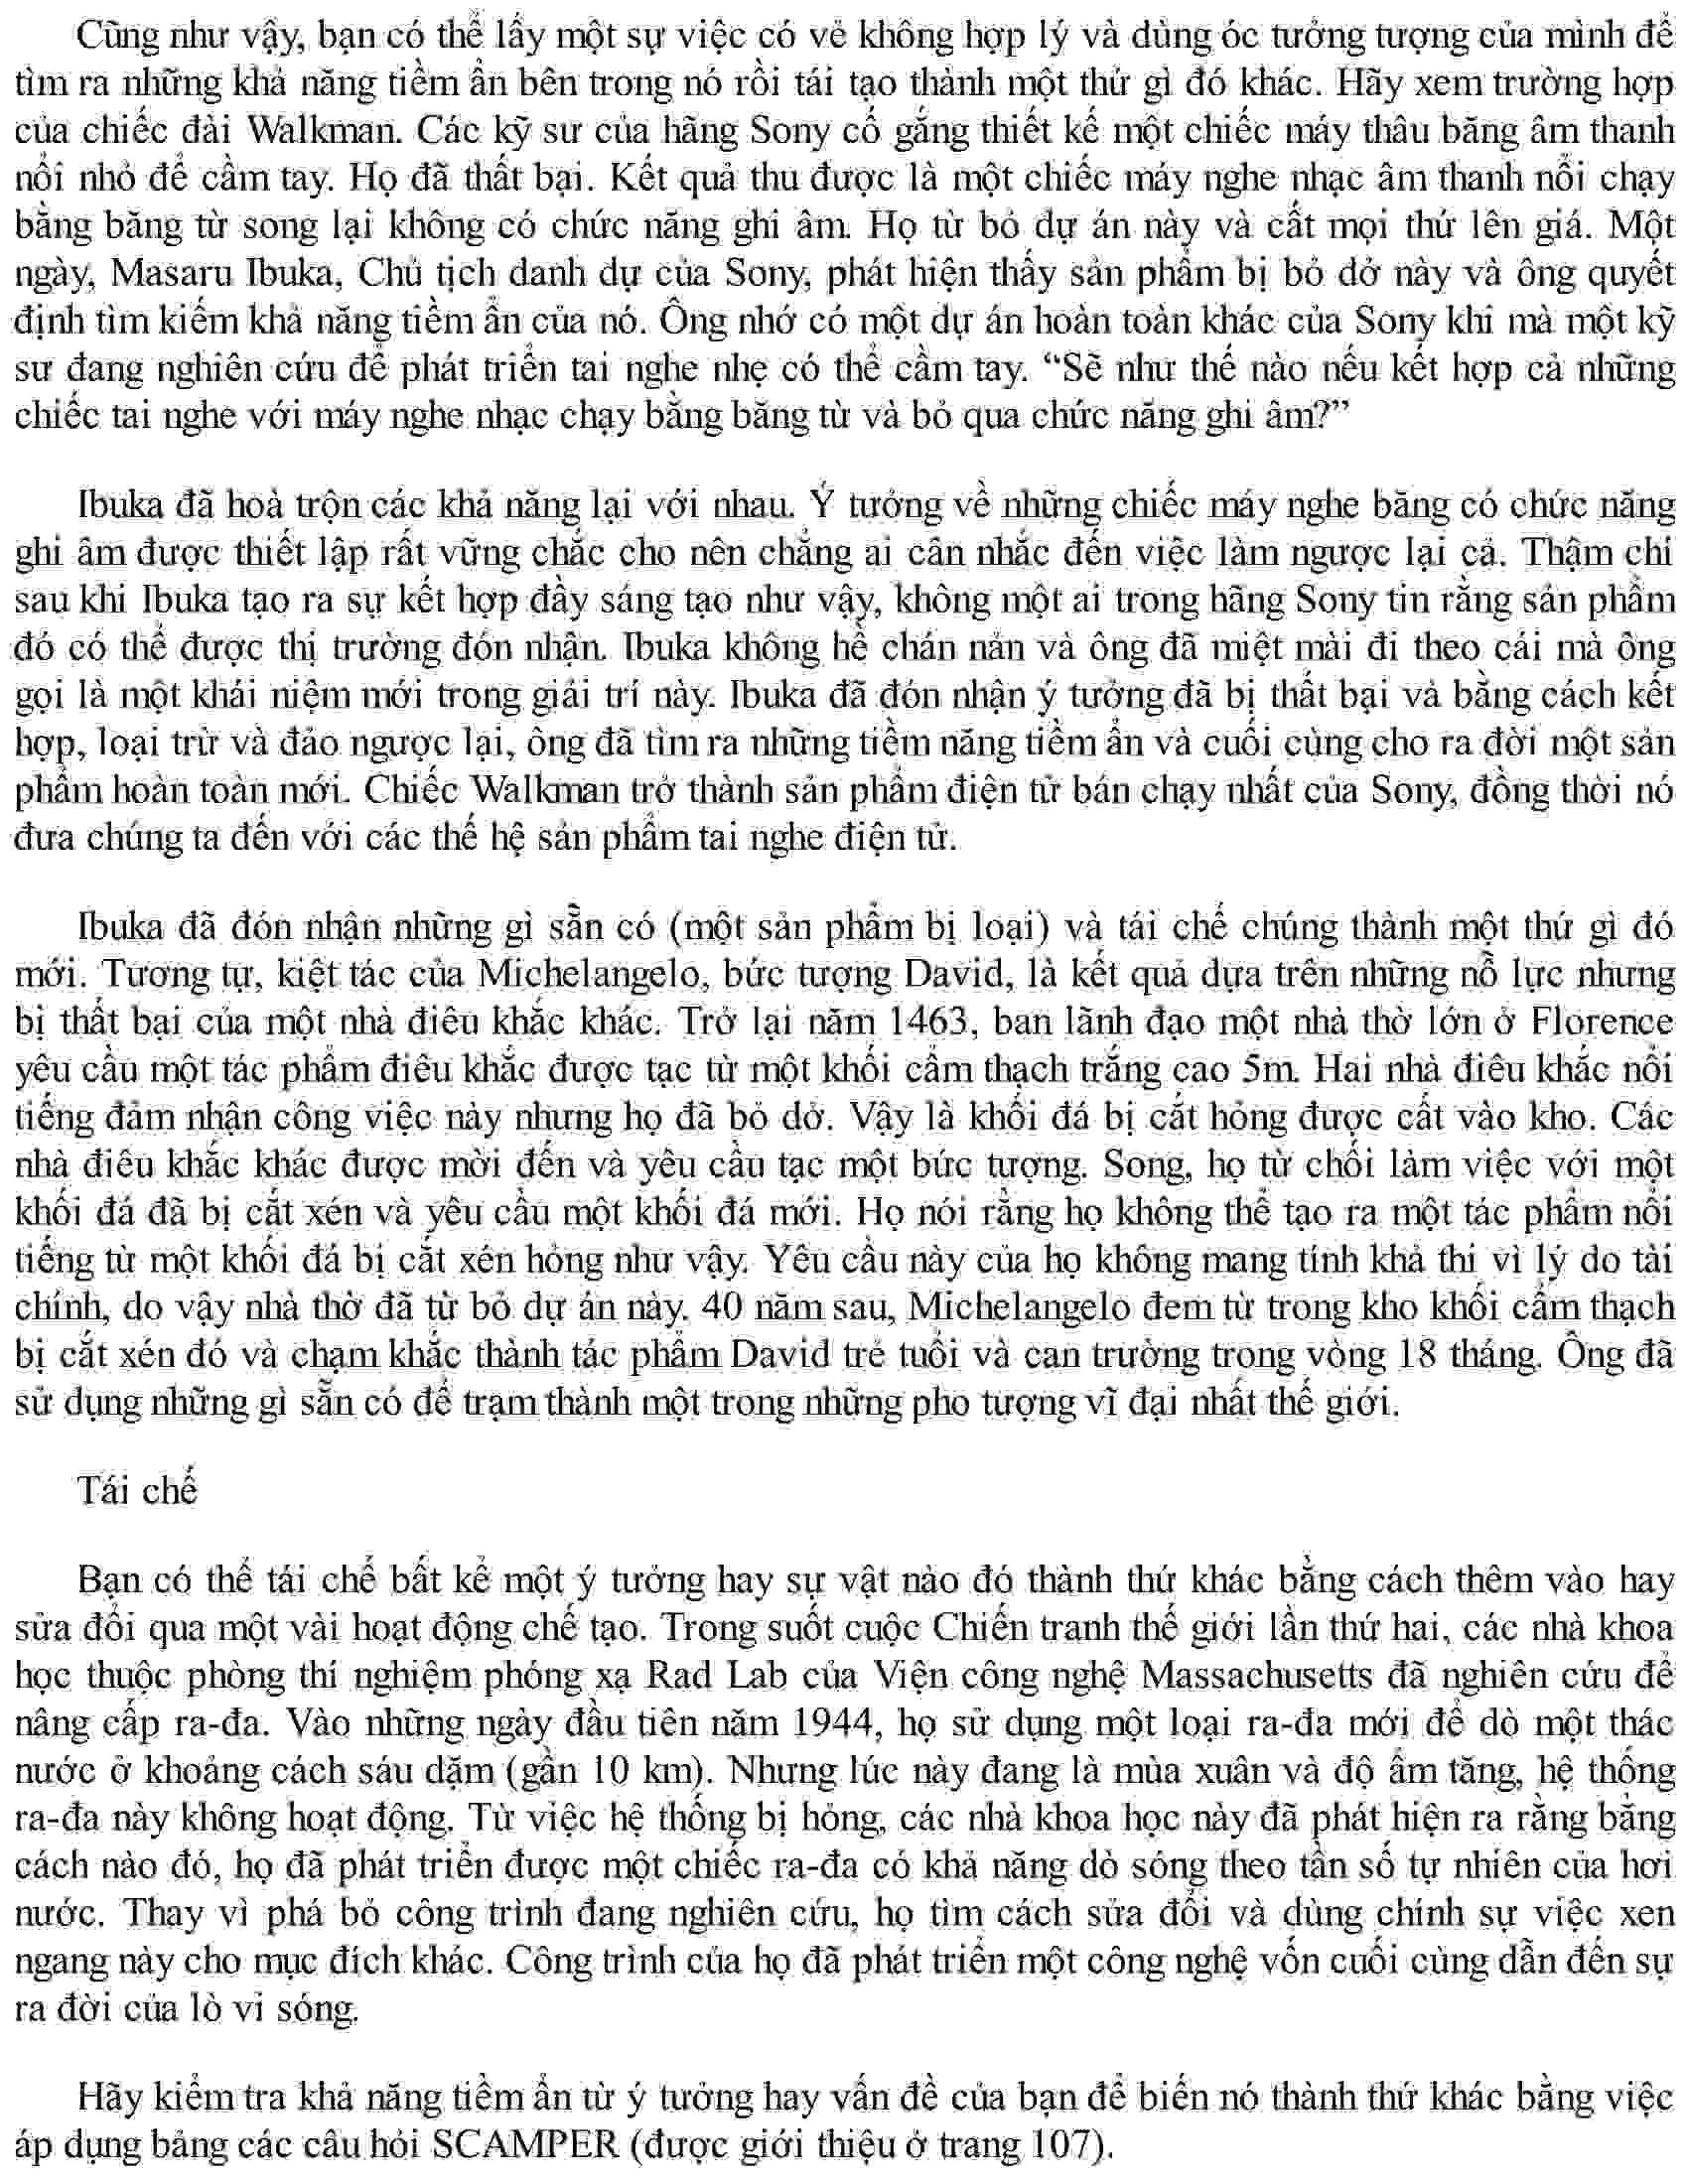 Cũng như vậy, bạn có thể lấy một sự việc có vẻ không hợp lý và dùng óc tưởng tượng của mình để
tìm ra những khả năng tiềm ẩn bên trong nó rồi tái tạo thành một thứ gì đó khác. Hãy xem trường hợp
của chiếc đài Walkman. Các kỹ sư của hãng Sony cố gắng thiết kế một chiếc máy thâu băng âm thanh
nổi nhỏ để cầm tay. Họ đã thất bại. Kết quả thu được là một chiếc máy nghe nhạc âm thanh nổi chạy
bằng băng từ song lại không có chức năng ghi âm. Họ từ bỏ dự án này và cất mọi thứ lên giá. Một
ngày, Masaru Ibuka, Chủ tịch danh dự của Sony, phát hiện thấy sản phẩm bị bỏ dở này và ông quyết
định tìm kiếm khả năng tiềm ẩn của nó. Ông nhớ có một dự án hoàn toàn khác của Sony khi mà một kỹ
sư đang nghiên cứu để phát triển tai nghe nhẹ có thể cầm tay. “Sẽ như thế nào nếu kết hợp cả những
chiếc tai nghe với máy nghe nhạc chạy bằng băng từ và bỏ qua chức năng ghi âm?”
Ibuka đã hoà trộn các khả năng lại với nhau. Ý tưởng về những chiếc máy nghe băng có chức năng
ghi âm được thiết lập rất vững chắc cho nên chẳng ai cân nhắc đến việc làm ngược lại cả. Thậm chí
sau khi Ibuka tạo ra sự kết hợp đầy sáng tạo như vậy, không một ai trong hãng Sony tin rằng sản phẩm
đó có thể được thị trường đón nhận. Ibuka không hề chán nản và ông đã miệt mài đi theo cái mà ông
gọi là một khái niệm mới trong giải trí này. Ibuka đã đón nhận ý tưởng đã bị thất bại và bằng cách kết
hợp, loại trừ và đảo ngược lại, ông đã tìm ra những tiềm năng tiềm ẩn và cuối cùng cho ra đời một sản
phẩm hoàn toàn mới. Chiếc Walkman trở thành sản phẩm điện tử bán chạy nhất của Sony, đồng thời nó
đưa chúng ta đến với các thế hệ sản phẩm tai nghe điện tử.
Ibuka đã đón nhận những gì sẵn có (một sản phẩm bị loại) và tái chế chúng thành một thứ gì đó
mới. Tương tự, kiệt tác của Michelangelo, bức tượng David, là kết quả dựa trên những nỗ lực nhưng
bị thất bại của một nhà điêu khắc khác. Trở lại năm 1463, ban lãnh đạo một nhà thờ lớn ở Florence
yêu cầu một tác phẩm điêu khắc được tạc từ một khối cẩm thạch trắng cao 5m. Hai nhà điêu khắc nổi
tiếng đảm nhận công việc này nhưng họ đã bỏ dở. Vậy là khối đá bị cắt hỏng được cất vào kho. Các
nhà điêu khắc khác được mời đến và yêu cầu tạc một bức tượng. Song, họ từ chối làm việc với một
khối đá đã bị cắt xén và yêu cầu một khối đá mới. Họ nói rằng họ không thể tạo ra một tác phẩm nổi
tiếng từ một khối đá bị cắt xén hỏng như vậy. Yêu cầu này của họ không mang tính khả thi vì lý do tài
chính, do vậy nhà thờ đã từ bỏ dự án này. 40 năm sau, Michelangelo đem từ trong kho khối cẩm thạch
bị cắt xén đó và chạm khắc thành tác phẩm David trẻ tuổi và can trường trong vòng 18 tháng. Ông đã
sử dụng những gì sẵn có để trạm thành một trong những pho tượng vĩ đại nhất thế giới.
Tái chế
Bạn có thể tái chế bất kể một ý tưởng hay sự vật nào đó thành thứ khác bằng cách thêm vào hay
sửa đổi qua một vài hoạt động chế tạo. Trong suốt cuộc Chiến tranh thế giới lần thứ hai, các nhà khoa
học thuộc phòng thí nghiệm phóng xạ Rad Lab của Viện công nghệ Massachusetts đã nghiên cứu để
nâng cấp ra-đa. Vào những ngày đầu tiên năm 1944, họ sử dụng một loại ra-đa mới để dò một thác
nước ở khoảng cách sáu dặm (gần 10 km). Nhưng lúc này đang là mùa xuân và độ ẩm tăng, hệ thống
ra-đa này không hoạt động. Từ việc hệ thống bị hỏng, các nhà khoa học này đã phát hiện ra rằng bằng
cách nào đó, họ đã phát triển được một chiếc ra-đa có khả năng dò sóng theo tần số tự nhiên của hơi
nước. Thay vì phá bỏ công trình đang nghiên cứu, họ tìm cách sửa đổi và dùng chính sự việc xen
ngang này cho mục đích khác. Công trình của họ đã phát triển một công nghệ vốn cuối cùng dẫn đến sự
ra đời của lò vi sóng.
Hãy kiểm tra khả năng tiềm ẩn từ ý tưởng hay vấn đề của bạn để biến nó thành thứ khác bằng việc
áp dụng bảng các câu hỏi SCAMPER (được giới thiệu ở trang 107).